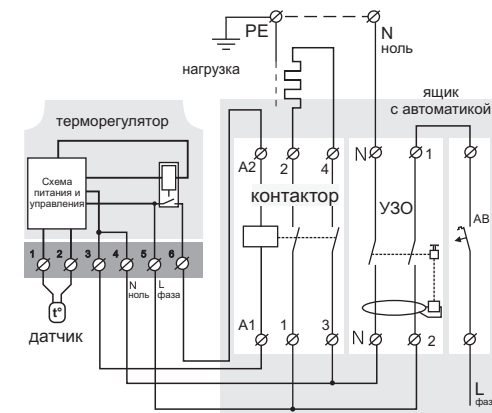 PE
N
ноль
нагрузка
ящик
с автоматикой
терморегулятор
Схема
питания и
управления
A2
2
4
N
1
контактор
УЗО
АВ
1
2
3
4
5
6
N
ноль
L
фаза
t°
датчик
A1
1
3
N
2
L
фаз